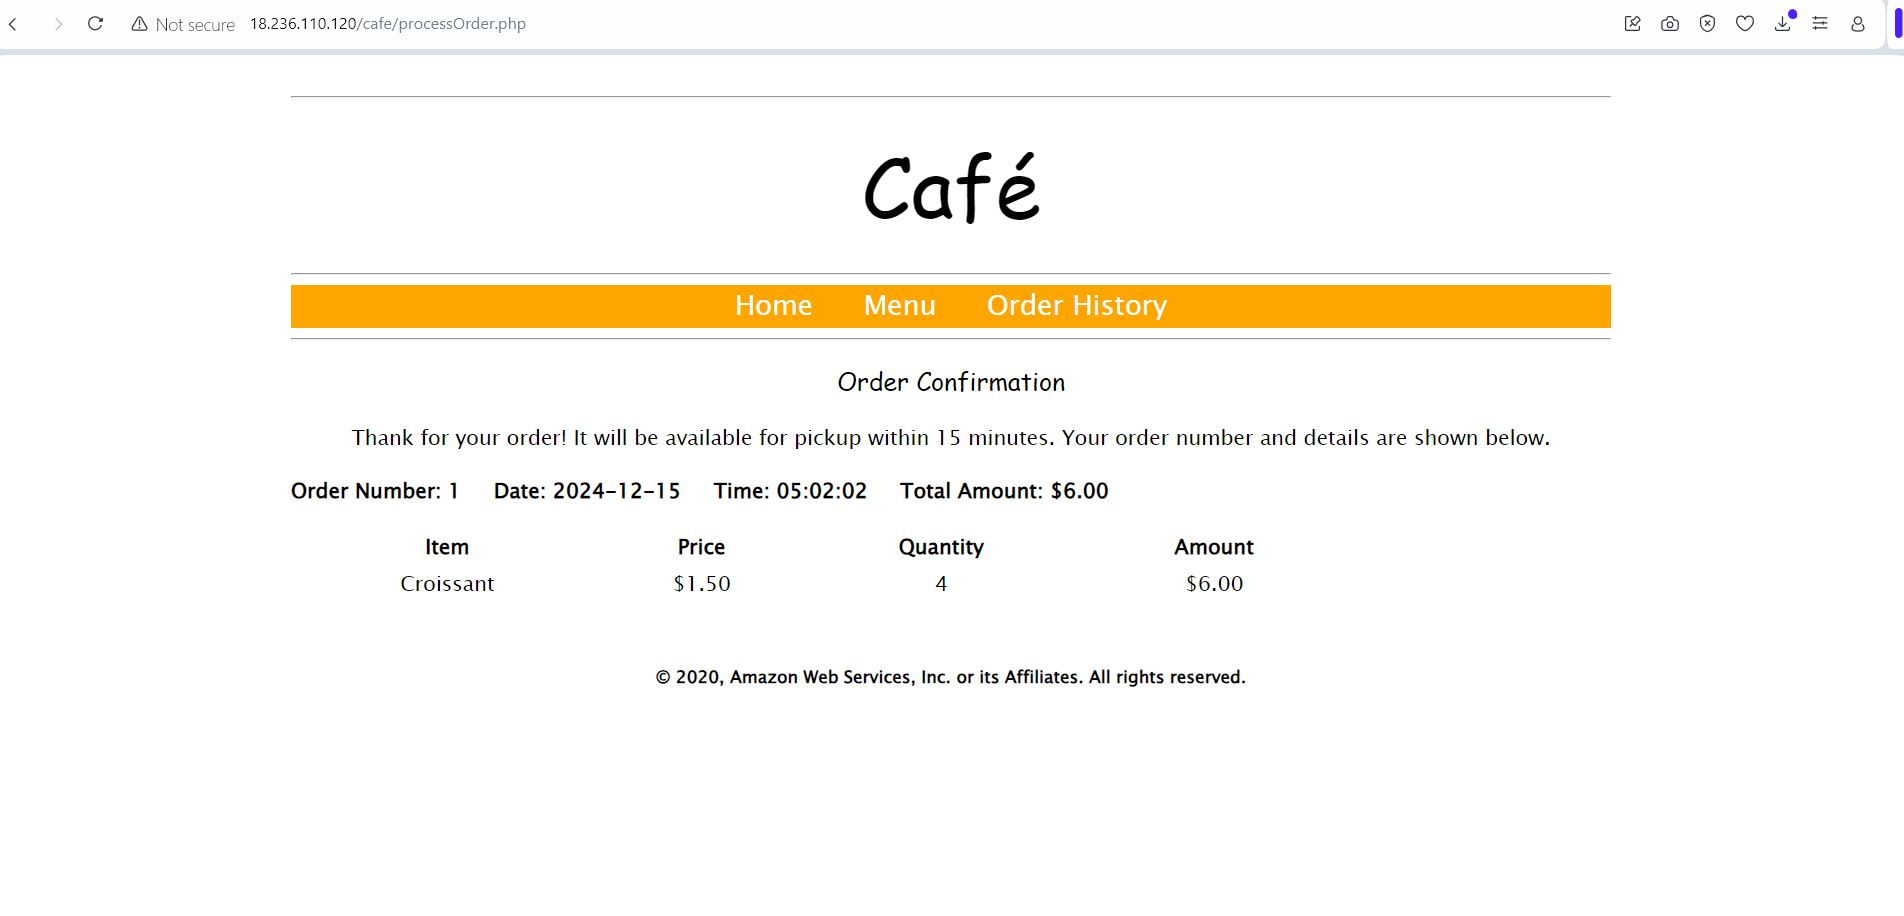 Not secure 18.236.110.120/cafe/processOrder.php
Café
Home Menu Order History
Order Confirmation
Thank for your order! It will be available for pickup within 15 minutes. Your order number and details are shown below.
Order Number: 1 Date: 2024-12-15 Time: 05:02:02 Total Amount: $6.00
Item Price Quantity Amount
Croissant $1.50 4 $6.00
© 2020, Amazon Web Services, Inc. or its Affiliates. All rights reserved.